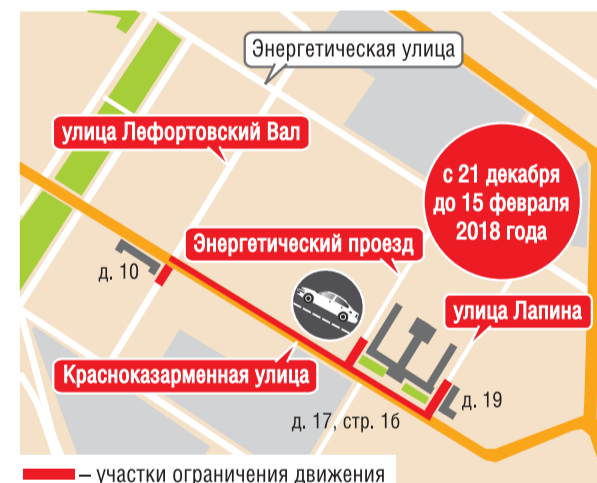 Энергетическая улица
улица Лефортовский Вал
с 21 декабря
до 15 февраля
2018 года
Энергетический проезд
д. 10
улица Лапина
Красноказарменная улица
д. 19
д. 17, стр. 1б
– участки ограничения движения